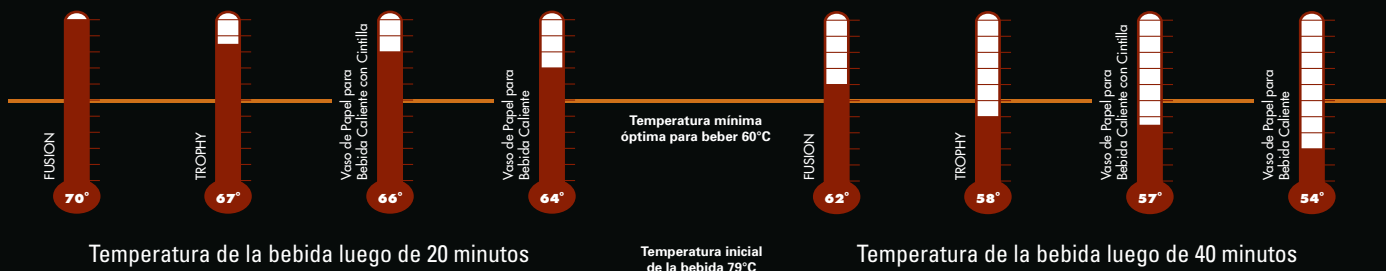 FUSION
70°
TROPHY
67°
Vaso de Papel para
Bebida Caliente con Cintilla
66°
Vaso de Papel para
Bebida Caliente
64°
Temperatura mínima
óptima para beber 60°C
FUSION
62°
TROPHY
58°
Vaso de Papel para
Bebida Caliente con Cintilla
57°
Vaso de Papel para
Bebida Caliente
54°
Temperatura de la bebida luego de 20 minutos
Temperatura inicial
de la bebida 79°C
Temperatura de la bebida luego de 40 minutos